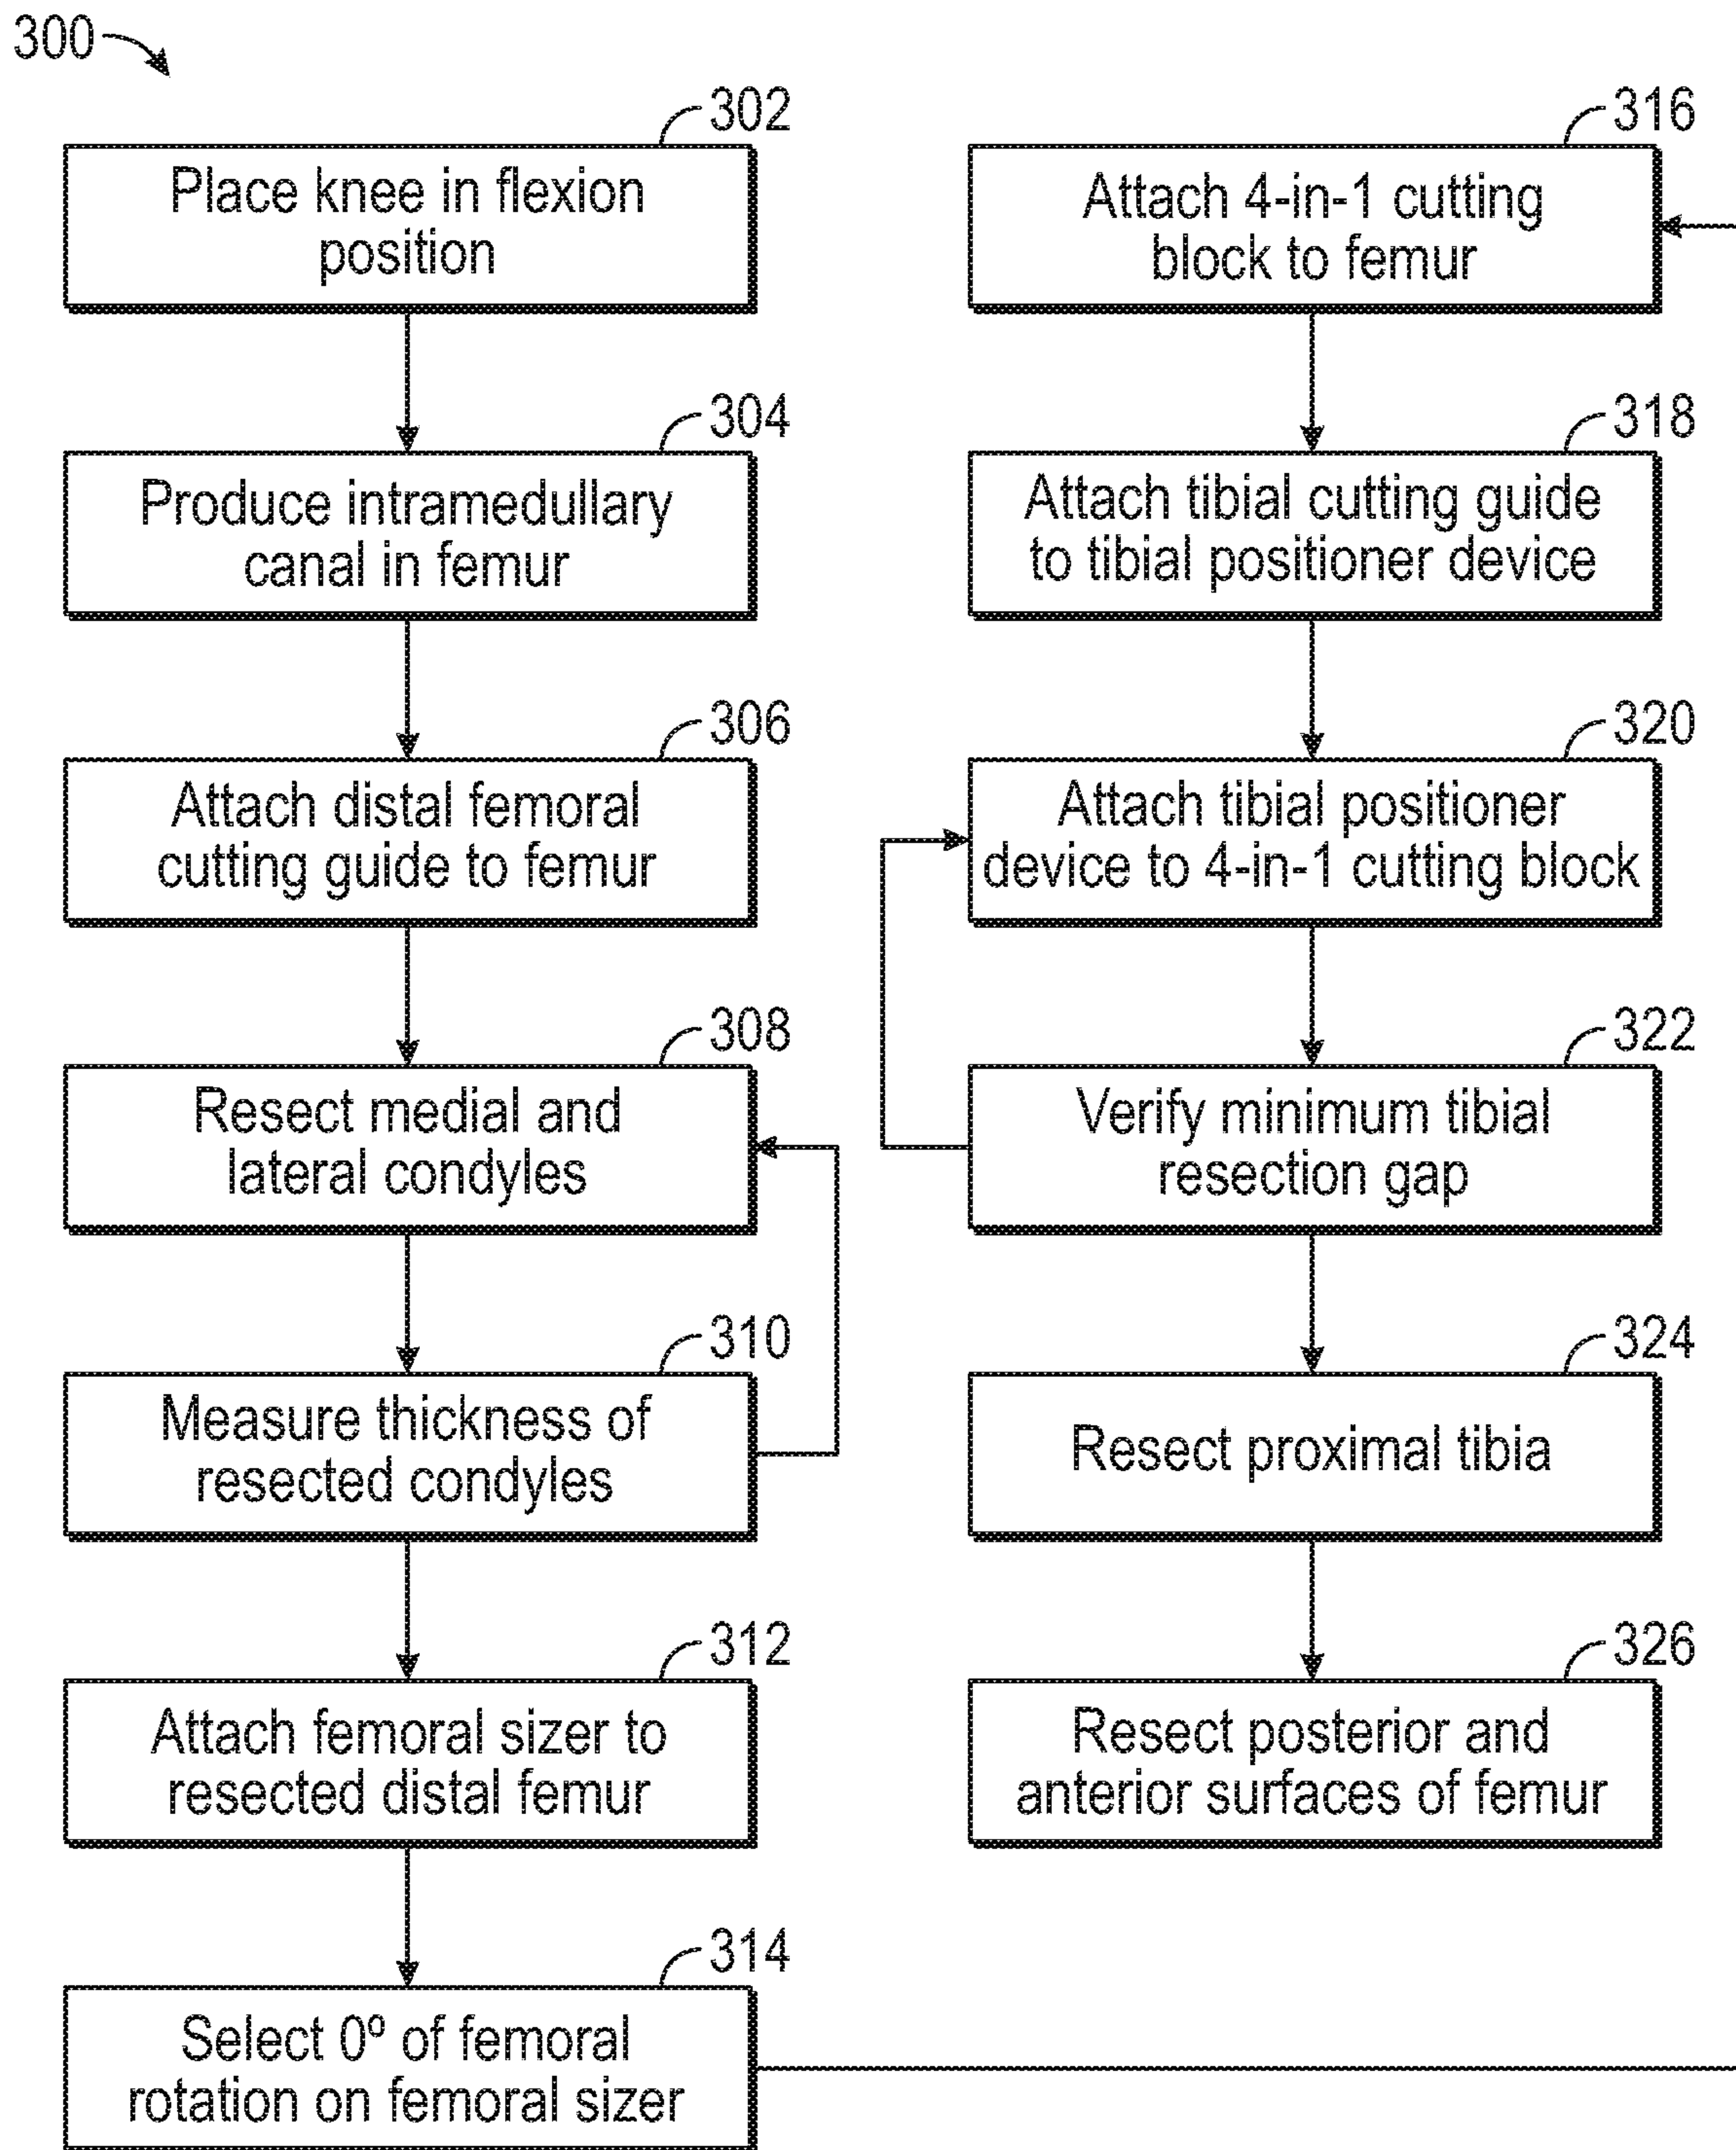 300
302
Place knee in flexion
position
304
Produce intramedullary
canal in femur
306
Attach distal femoral
cutting guide to femur
308
Resect medial and
lateral condyles
310
Measure thickness of
resected condyles
312
Attach femoral sizer to
resected distal femur
314
Select 0º of femoral
rotation on femoral sizer
316
Attach 4-in-1 cutting
block to femur
318
Attach tibial cutting guide
to tibial positioner device
320
Attach tibial positioner
device to 4-in-1 cutting block
322
Verify minimum tibial
resection gap
324
Resect proximal tibia
326
Resect posterior and
anterior surfaces of femur